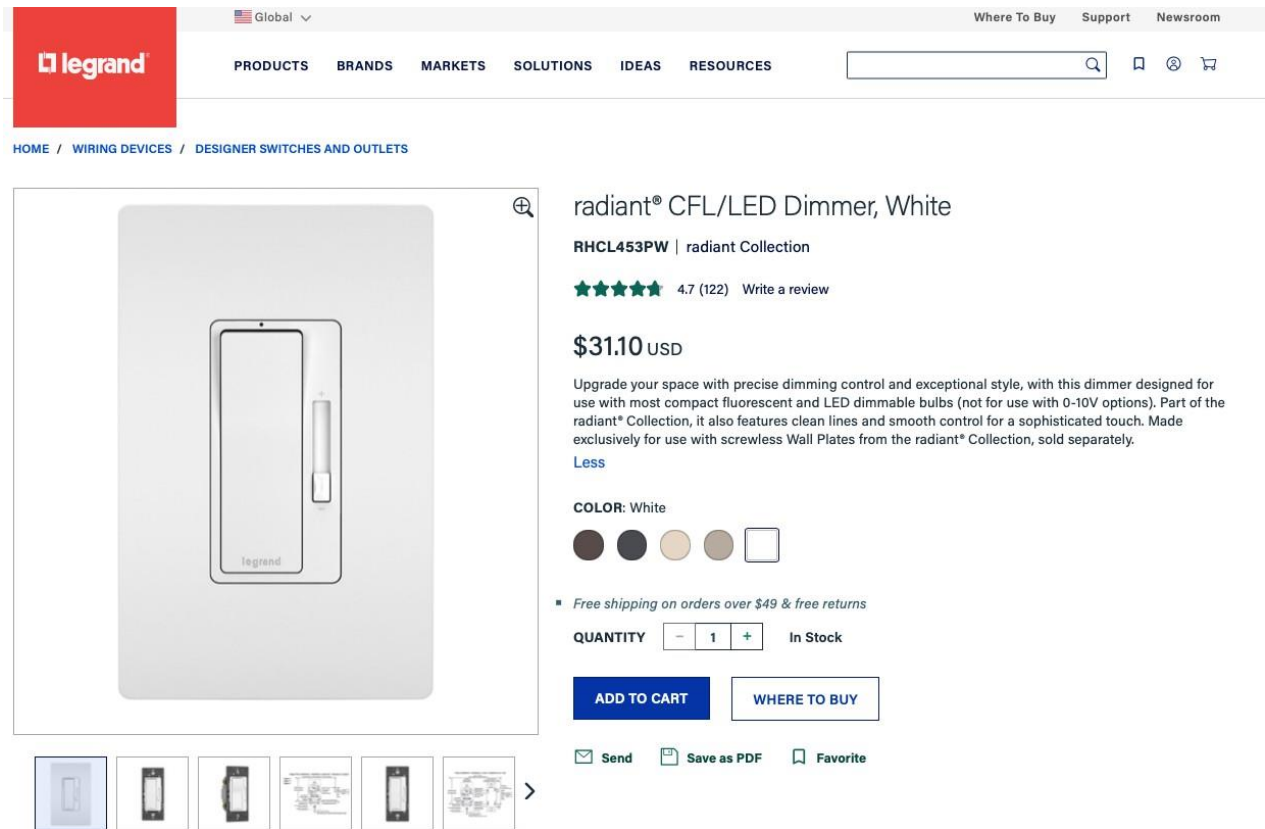 Global
Where To Buy Support Newsroom
legrand®
PRODUCTS BRANDS MARKETS SOLUTIONS IDEAS RESOURCES
HOME / WIRING DEVICES / DESIGNER SWITCHES AND OUTLETS
legrand
radiant® CFL/LED Dimmer, White
RHCL453PW | radiant Collection
4.7 (122) Write a review
$31.10 USD
Upgrade your space with precise dimming control and exceptional style, with this dimmer designed for
use with most compact fluorescent and LED dimmable bulbs (not for use with 0-10V options). Part of the
radiant® Collection, it also features clean lines and smooth control for a sophisticated touch. Made
exclusively for use with screwless Wall Plates from the radiant® Collection, sold separately.
Less
COLOR: White
Free shipping on orders over $49 & free returns
QUANTITY − 1 + In Stock
ADD TO CART WHERE TO BUY
Send Save as PDF Favorite